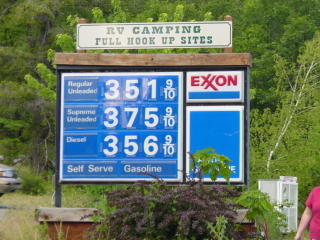 RV CAMPING
FULL HOOK UP SITES
Regular Unleaded 351 9/10
EXXON
Supreme Unleaded 375 9/10
Diesel 356 9/10
Self Serve Gasoline